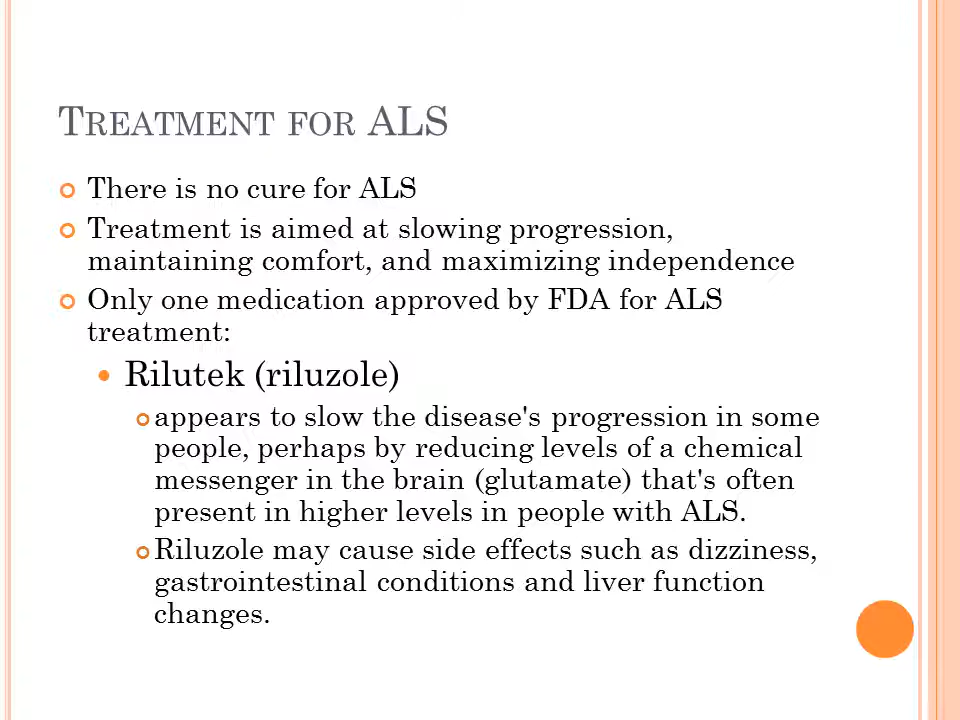 TREATMENT FOR ALS
There is no cure for ALS
Treatment is aimed at slowing progression,
maintaining comfort, and maximizing independence
Only one medication approved by FDA for ALS
treatment:
Rilutek (riluzole)
appears to slow the disease's progression in some
people, perhaps by reducing levels of a chemical
messenger in the brain (glutamate) that's often
present in higher levels in people with ALS.
Riluzole may cause side effects such as dizziness,
gastrointestinal conditions and liver function
changes.